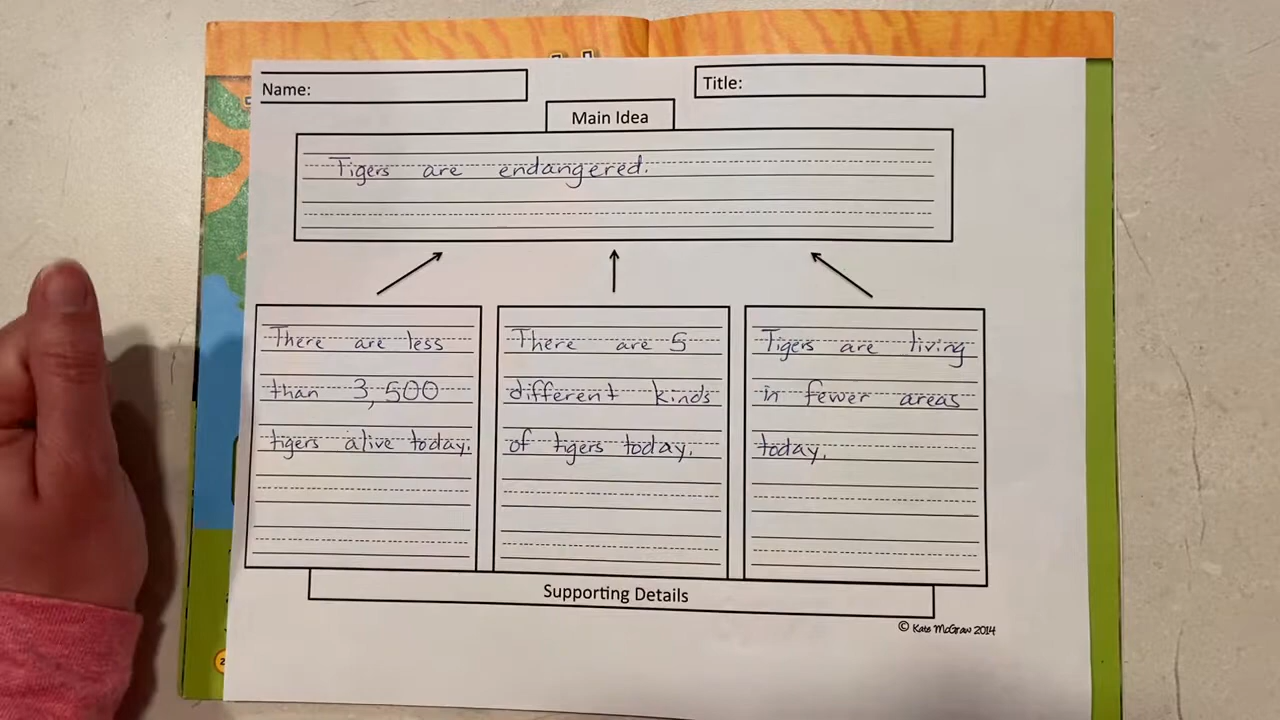 Name:
Title:
Main Idea
Tigers are endangered.
There are less
than 3,500
tigers alive today.
There are 5
different kinds
of tigers today.
Tigers are living
in fewer areas
today.
Supporting Details
© Kate McGraw 2014